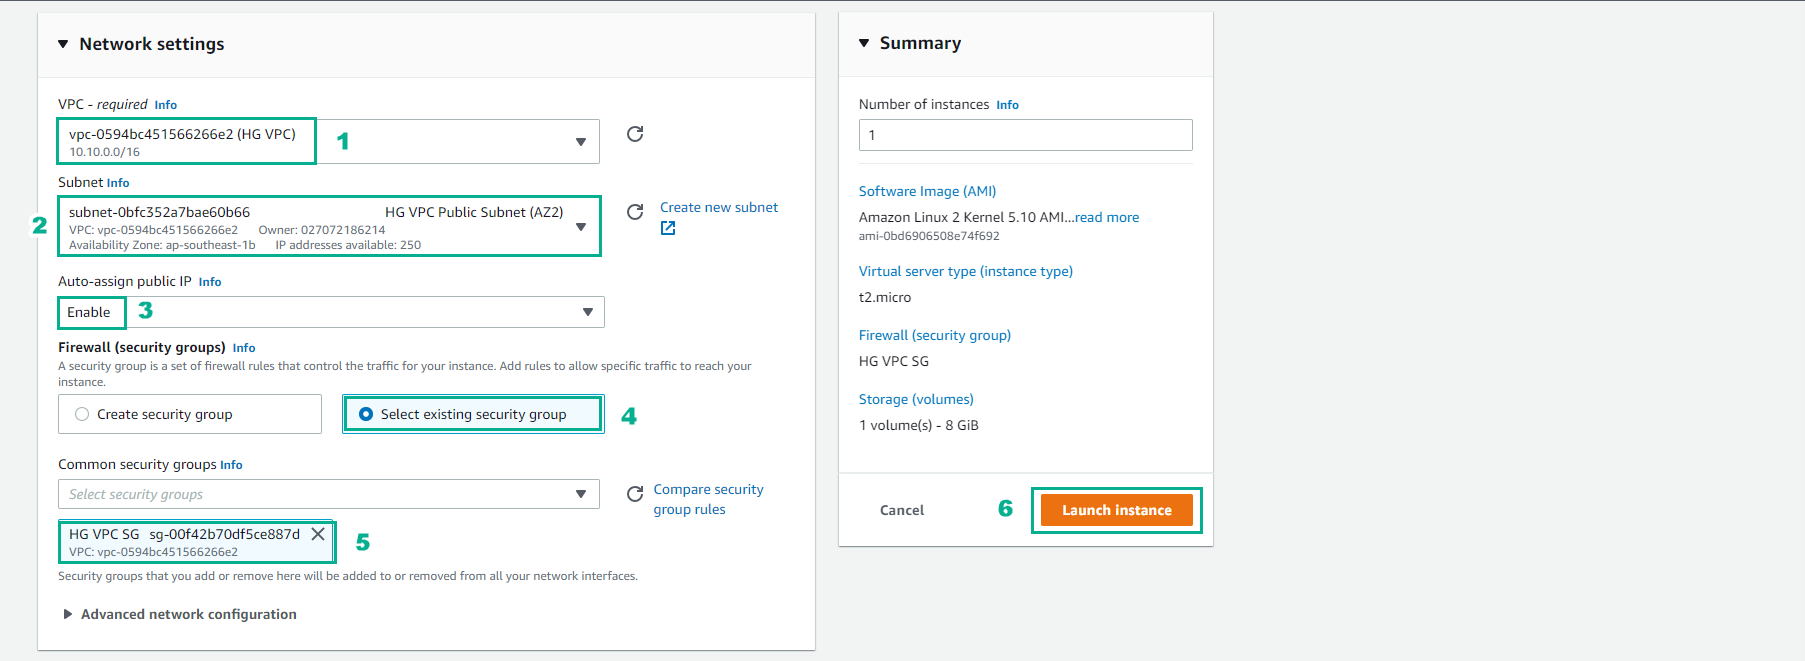 Network settings
VPC - required Info
vpc-0594bc451566266e2 (HG VPC)
10.10.0.0/16
1
Subnet Info
2
subnet-0bfc352a7bae60b66 HG VPC Public Subnet (AZ2)
VPC: vpc-0594bc451566266e2 Owner: 027072186214
Availability Zone: ap-southeast-1b IP addresses available: 250
Create new subnet
Auto-assign public IP Info
Enable
3
Firewall (security groups) Info
A security group is a set of firewall rules that control the traffic for your instance. Add rules to allow specific traffic to reach your
instance.
Create security group
Select existing security group
4
Common security groups Info
Select security groups
Compare security
group rules
HG VPC SG sg-00f42b70df5ce887d
VPC: vpc-0594bc451566266e2
5
Security groups that you add or remove here will be added to or removed from all your network interfaces.
Advanced network configuration
Summary
Number of instances Info
1
Software Image (AMI)
Amazon Linux 2 Kernel 5.10 AMI...read more
ami-0bd6906508e74f692
Virtual server type (instance type)
t2.micro
Firewall (security group)
HG VPC SG
Storage (volumes)
1 volume(s) - 8 GiB
Cancel
6
Launch instance